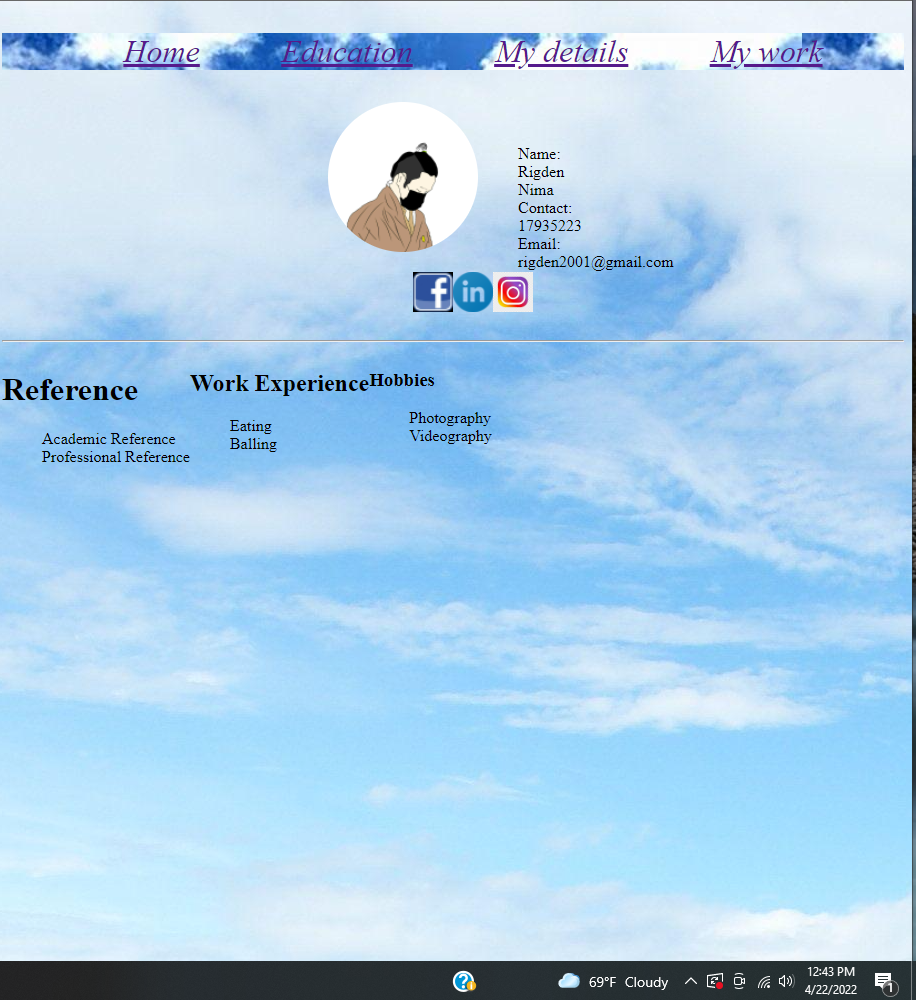 Home Education My details My work
Name:
Rigden
Nima
Contact:
17935223
Email:
rigden2001@gmail.com
f in
Reference Work Experience Hobbies
Academic Reference
Professional Reference
Eating
Balling
Photography
Videography
69°F Cloudy
12:43 PM
4/22/2022
1